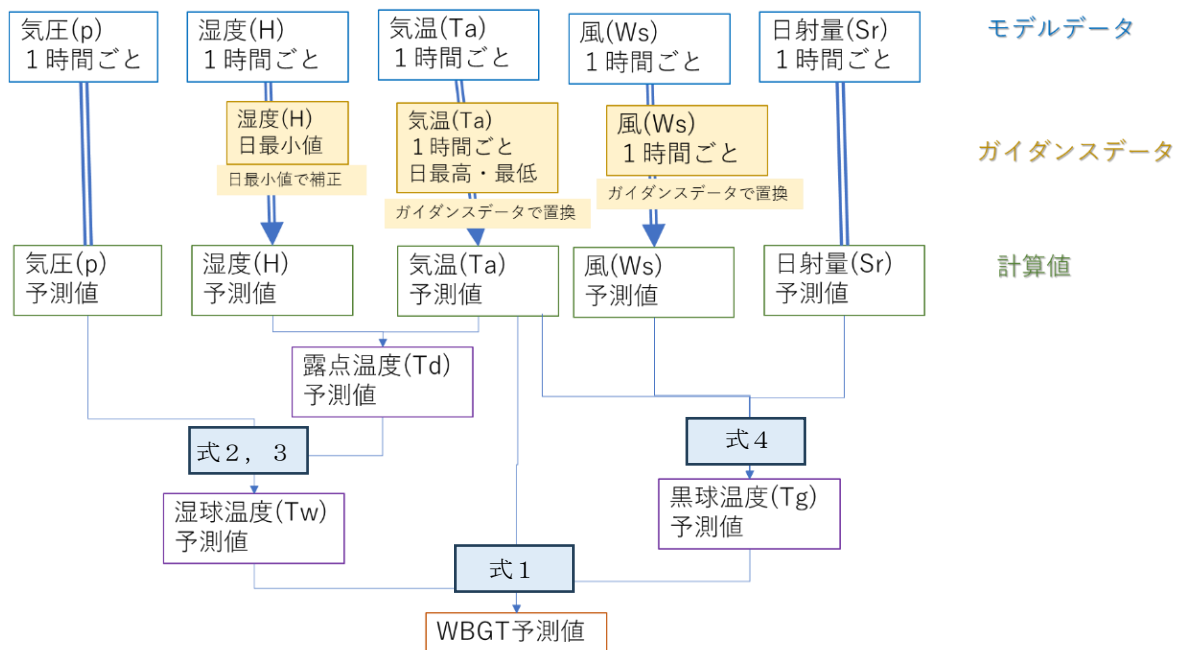 気圧(p)
１時間ごと
湿度(H)
１時間ごと
気温(Ta)
１時間ごと
風(Ws)
１時間ごと
日射量(Sr)
１時間ごと
モデルデータ
湿度(H)
日最小値
日最小値で補正
気温(Ta)
１時間ごと
日最高・最低
ガイダンスデータで置換
風(Ws)
１時間ごと
ガイダンスデータで置換
ガイダンスデータ
気圧(p)
予測値
湿度(H)
予測値
気温(Ta)
予測値
風(Ws)
予測値
日射量(Sr)
予測値
計算値
露点温度(Td)
予測値
式２，３
式４
湿球温度(Tw)
予測値
黒球温度(Tg)
予測値
式１
WBGT予測値